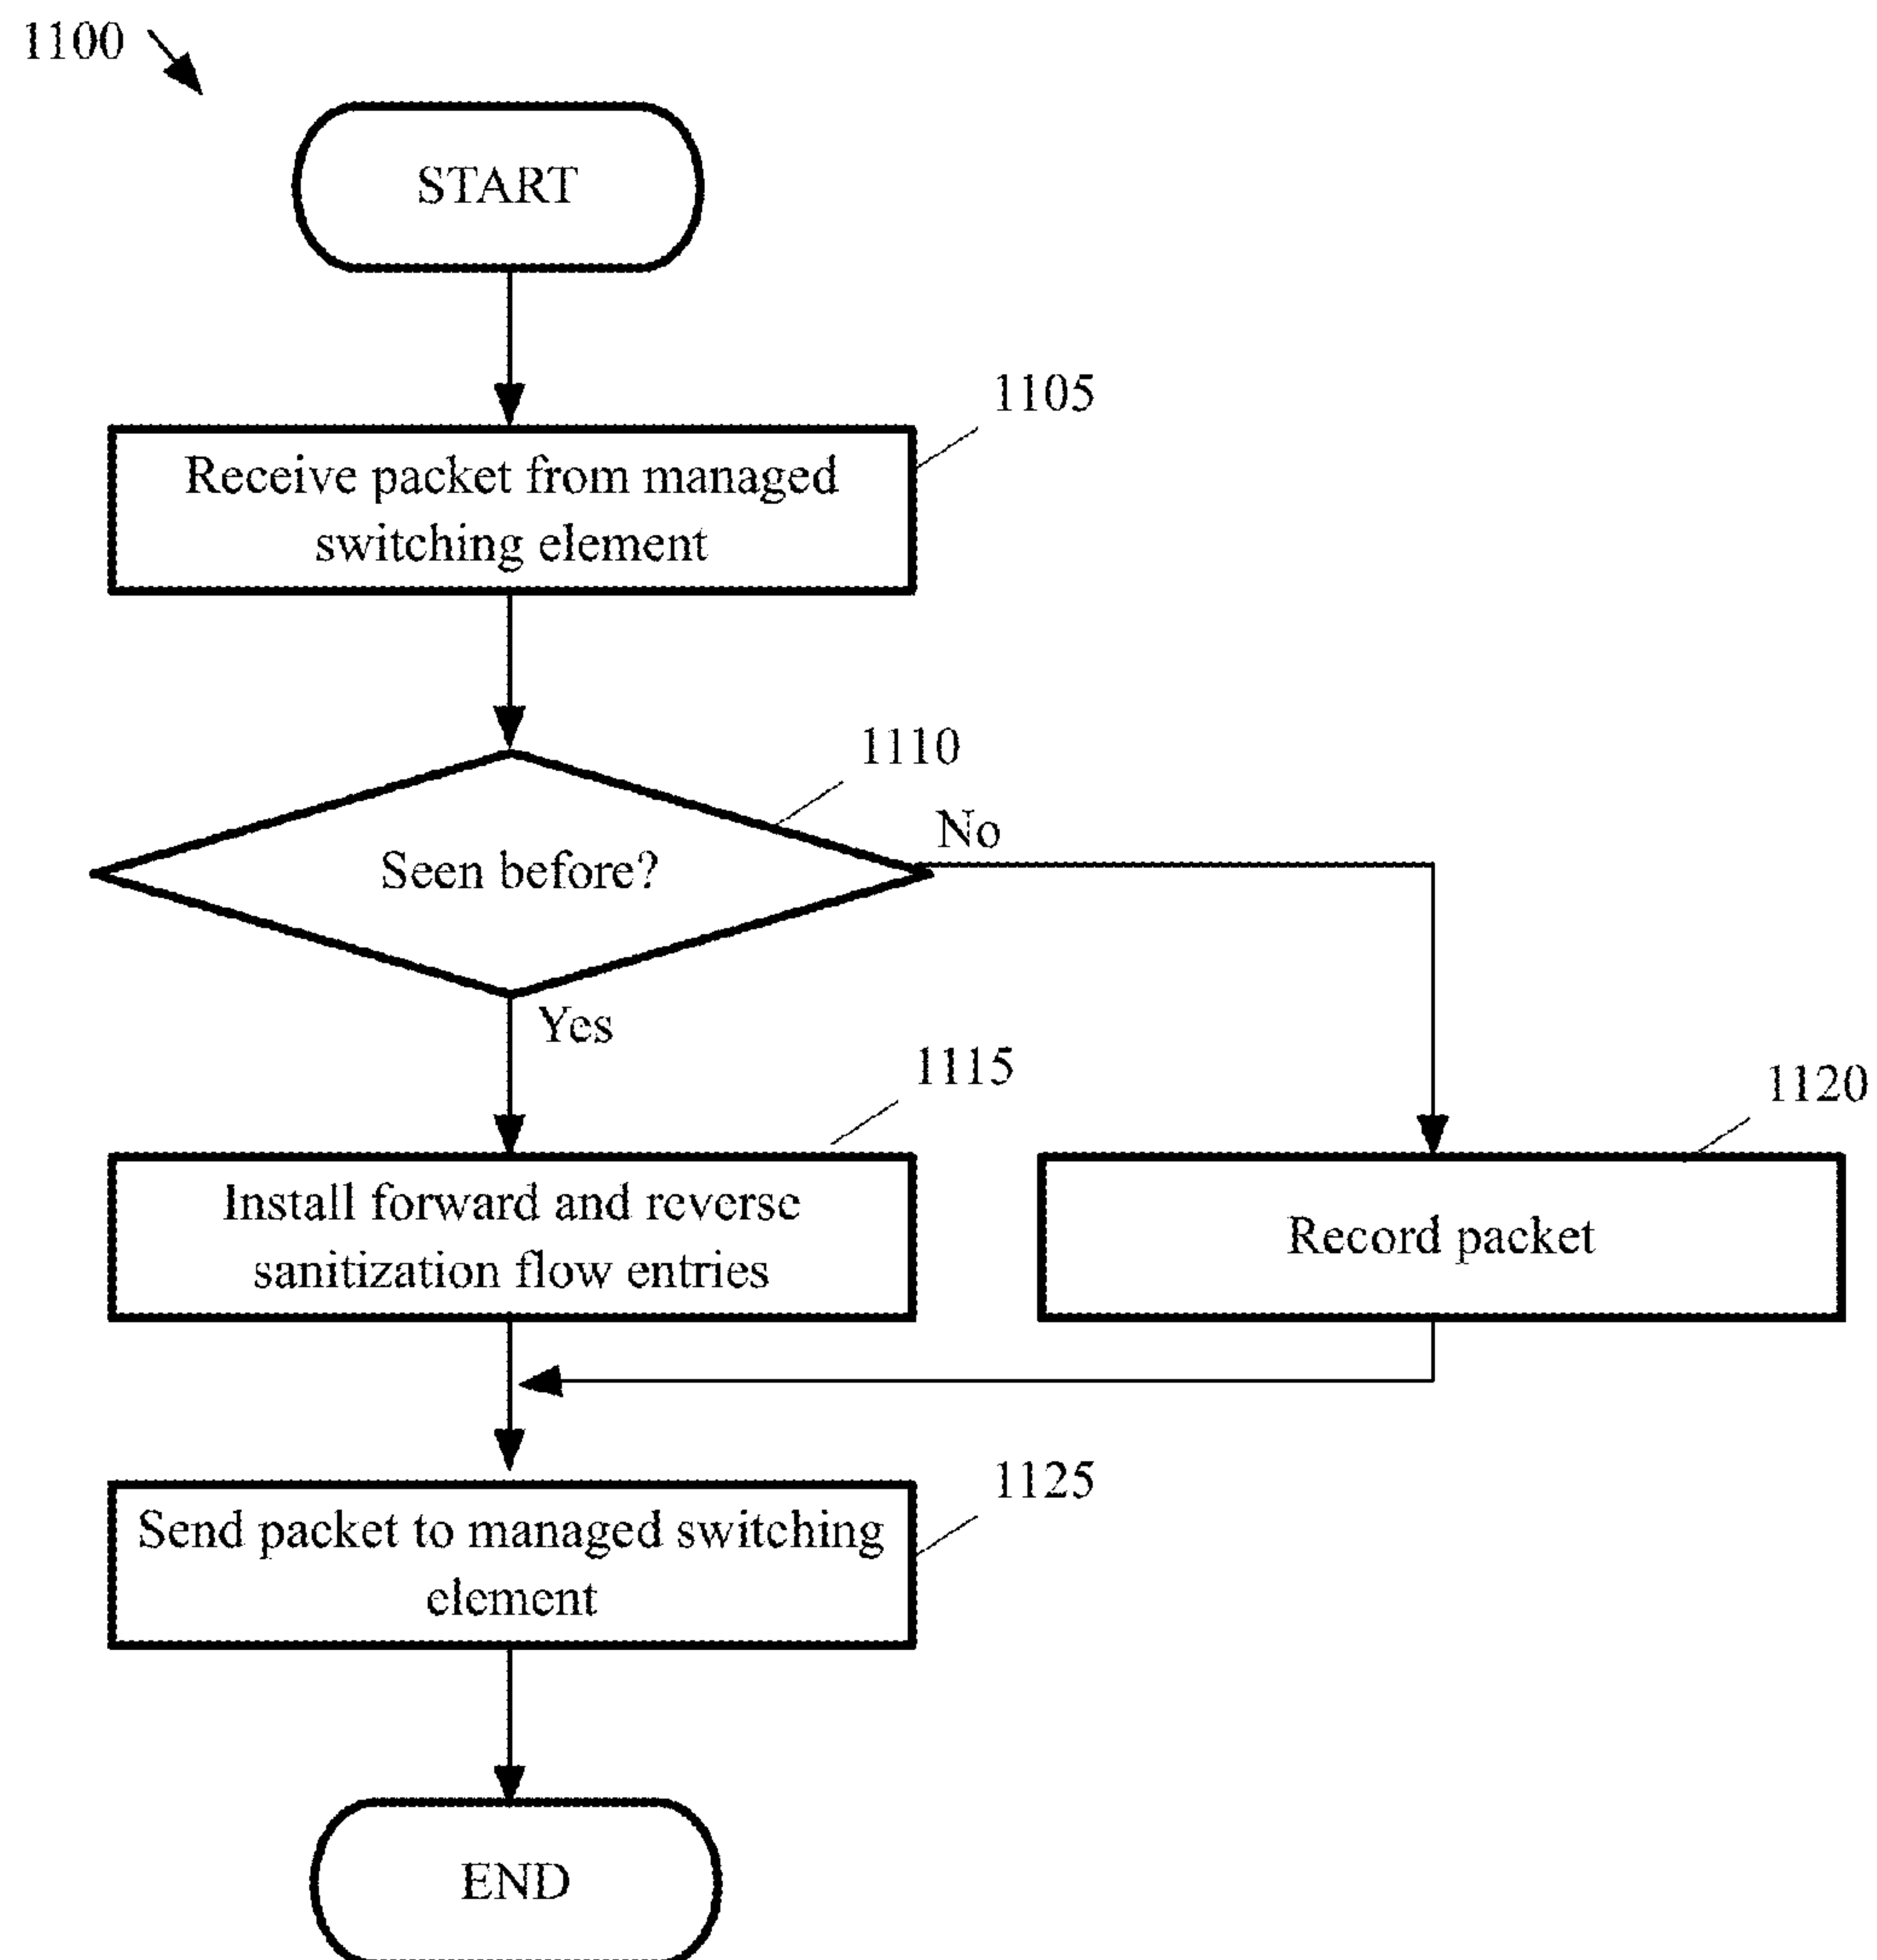 1100
START
1105
Receive packet from managed
switching element
1110
No
Seen before?
Yes
1115
1120
Install forward and reverse
sanitization flow entries
Record packet
1125
Send packet to managed switching
element
END